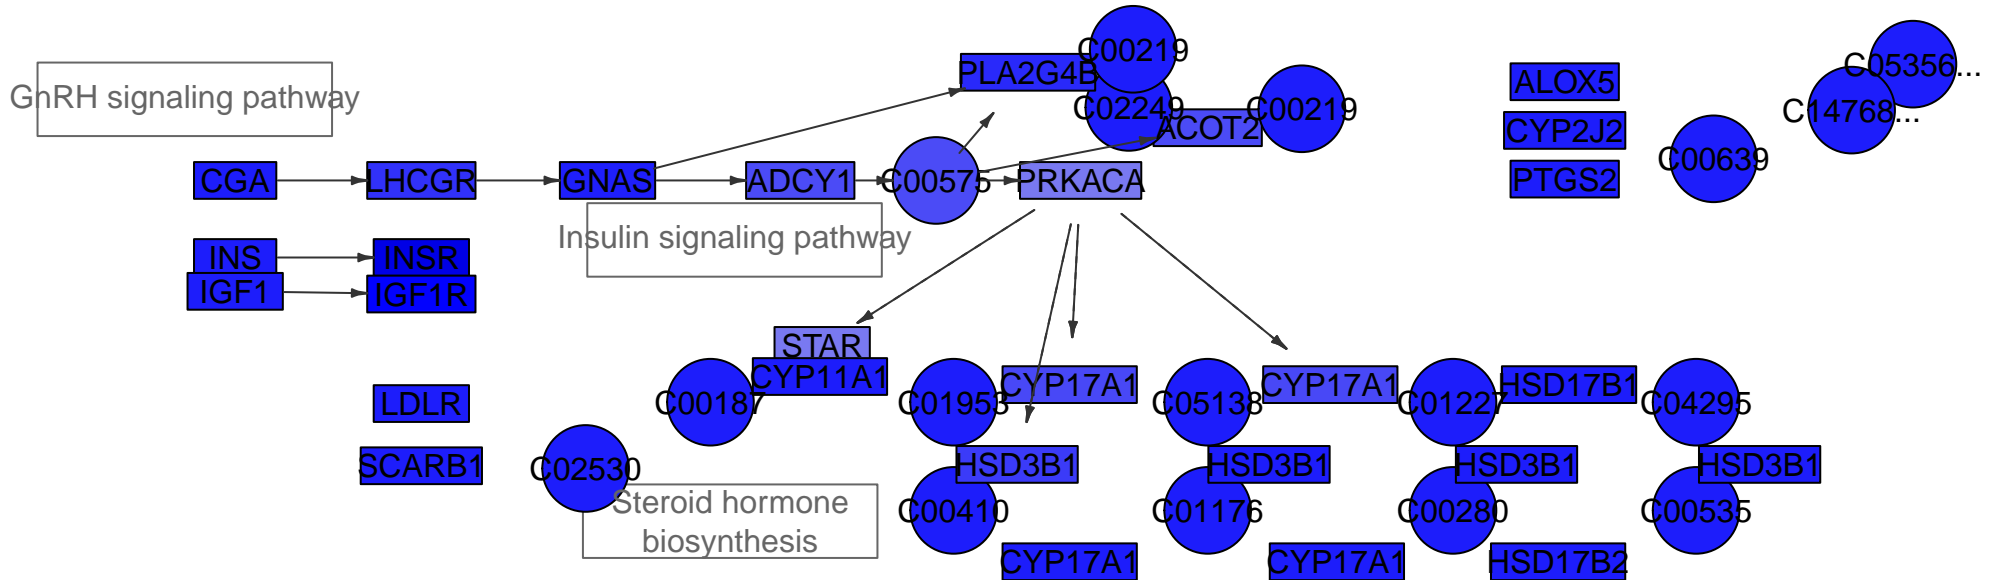 C00219
C05356...
PLA2G4B
ALOX5
GnRH signaling pathway
C02249
C00219
C14768...
ACOT2
CYP2J2
C00639
CGA
LHCGR
GNAS
ADCY1
C00575
PRKACA
PTGS2
Insulin signaling pathway
INS
INSR
IGF1
IGF1R
STAR
CYP11A1
CYP17A1
CYP17A1
HSD17B1
LDLR
C00187
C01953
C05138
C01227
C04295
SCARB1
C02530
HSD3B1
HSD3B1
HSD3B1
HSD3B1
Steroid hormone
biosynthesis
C00410
C01176
C00280
C00535
CYP17A1
CYP17A1
HSD17B2